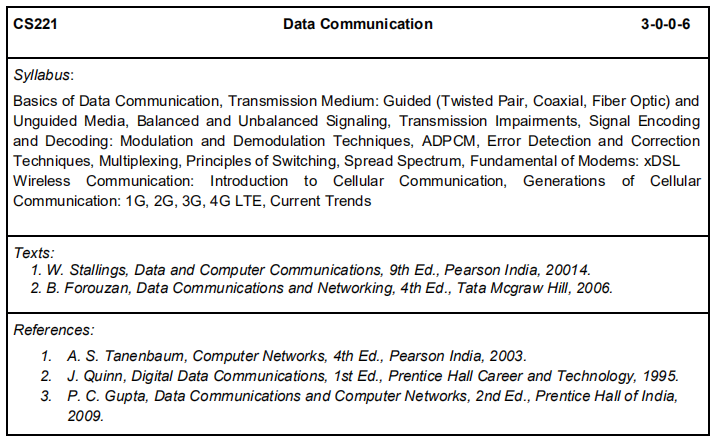 CS221 Data Communication 3-0-0-6
Syllabus:
Basics of Data Communication, Transmission Medium: Guided (Twisted Pair, Coaxial, Fiber Optic) and
Unguided Media, Balanced and Unbalanced Signaling, Transmission Impairments, Signal Encoding
and Decoding: Modulation and Demodulation Techniques, ADPCM, Error Detection and Correction
Techniques, Multiplexing, Principles of Switching, Spread Spectrum, Fundamental of Modems: xDSL
Wireless Communication: Introduction to Cellular Communication, Generations of Cellular
Communication: 1G, 2G, 3G, 4G LTE, Current Trends
Texts:
1. W. Stallings, Data and Computer Communications, 9th Ed., Pearson India, 20014.
2. B. Forouzan, Data Communications and Networking, 4th Ed., Tata Mcgraw Hill, 2006.
References:
1. A. S. Tanenbaum, Computer Networks, 4th Ed., Pearson India, 2003.
2. J. Quinn, Digital Data Communications, 1st Ed., Prentice Hall Career and Technology, 1995.
3. P. C. Gupta, Data Communications and Computer Networks, 2nd Ed., Prentice Hall of India,
2009.